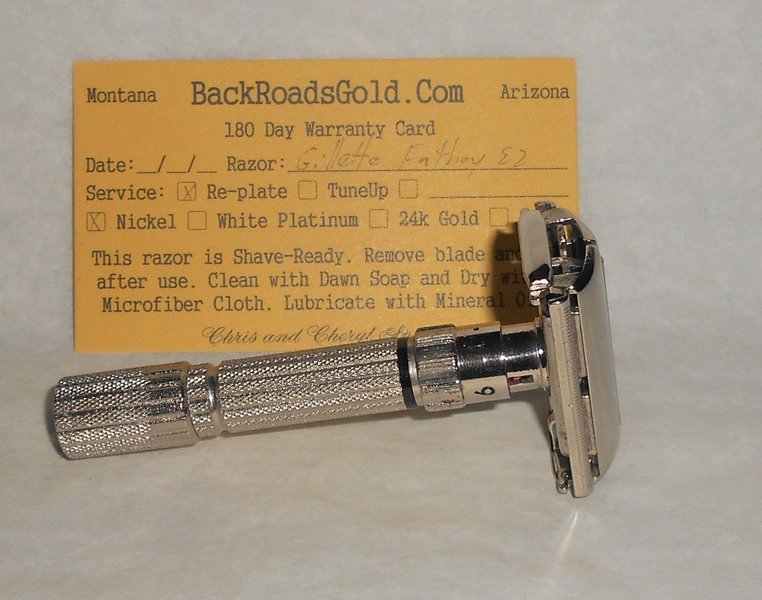 Montana BackRoadsGold.Com Arizona
180 Day Warranty Card
Date:__/__/__ Razor: Gillette Fatboy E2
Service: X Re-plate TuneUp
X Nickel White Platinum 24k Gold
This razor is Shave-Ready. Remove blade and
after use. Clean with Dawn Soap and Dry
Microfiber Cloth. Lubricate with Mineral
Chris and Cheryl
6